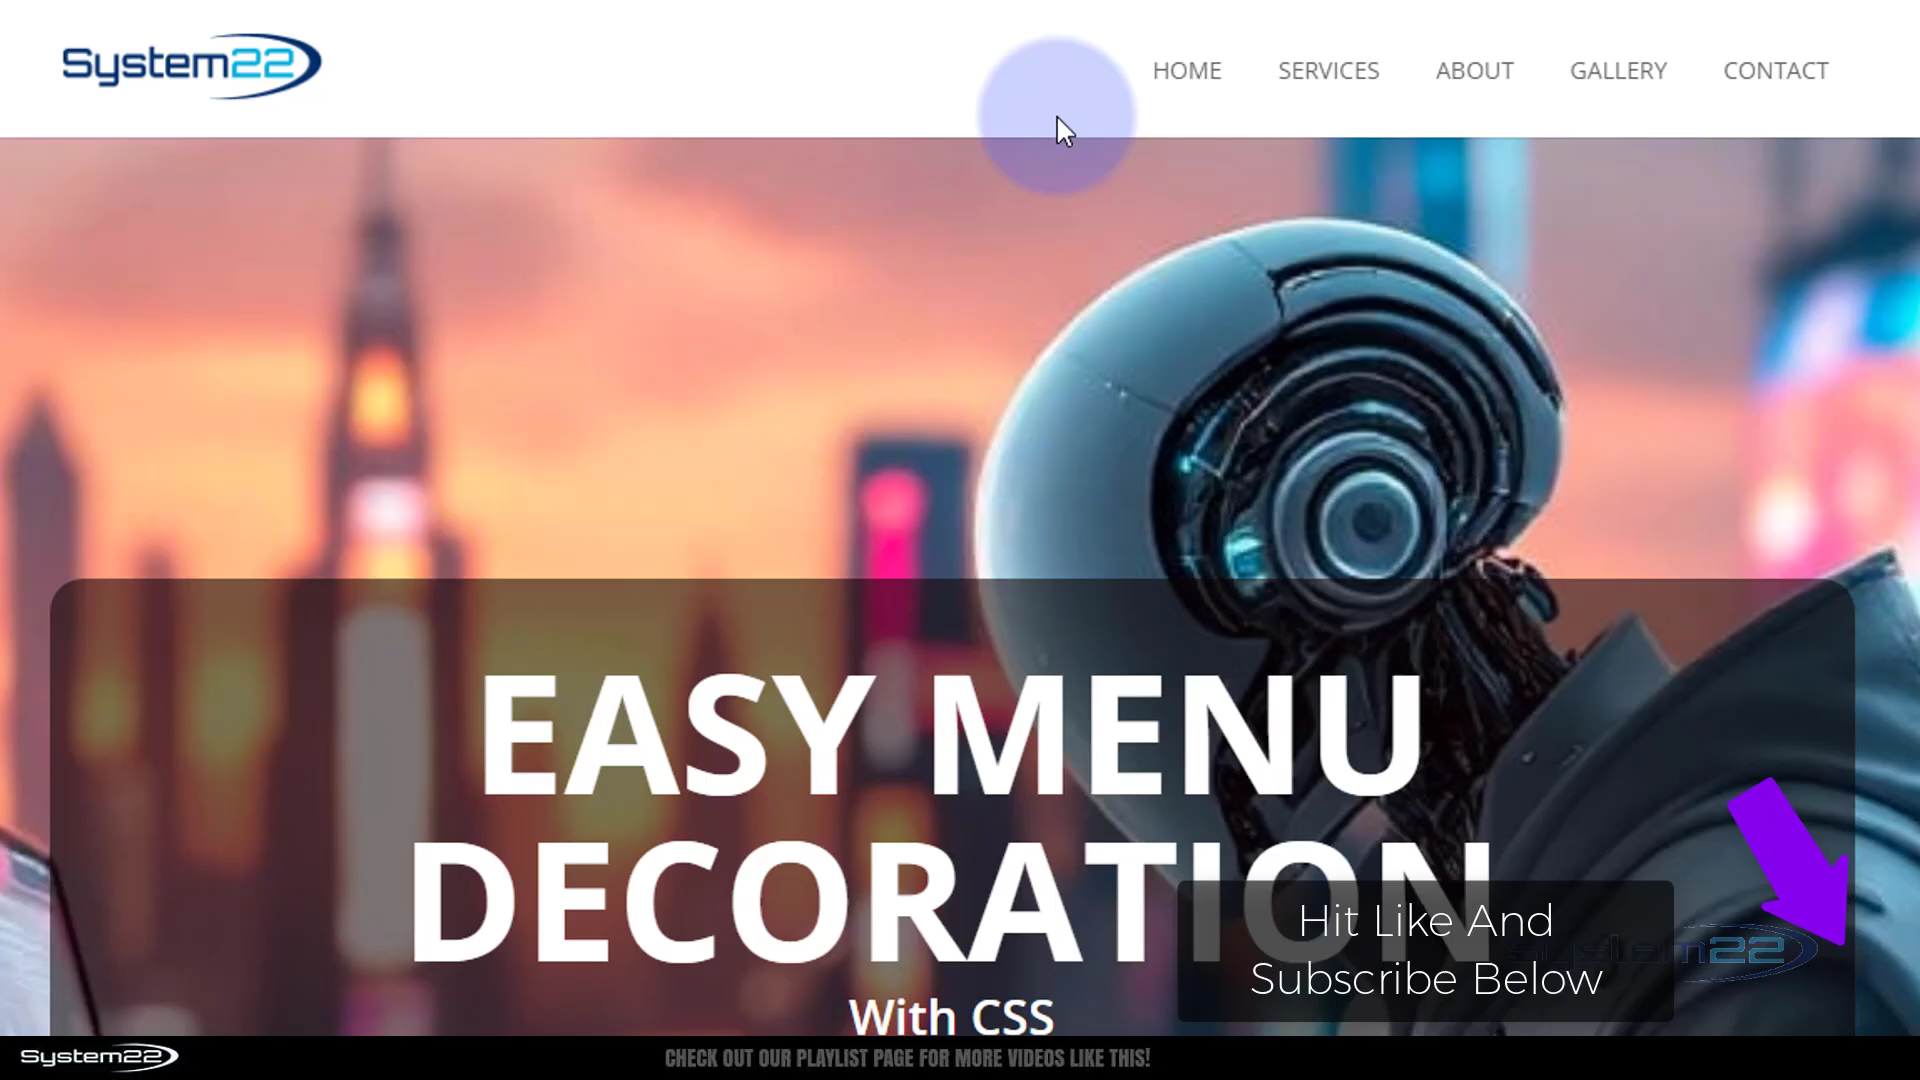 System22
HOME SERVICES ABOUT GALLERY CONTACT
EASY MENU
DECORATION
With CSS
Hit Like And
Subscribe Below
System22
System22
CHECK OUT OUR PLAYLIST PAGE FOR MORE VIDEOS LIKE THIS!